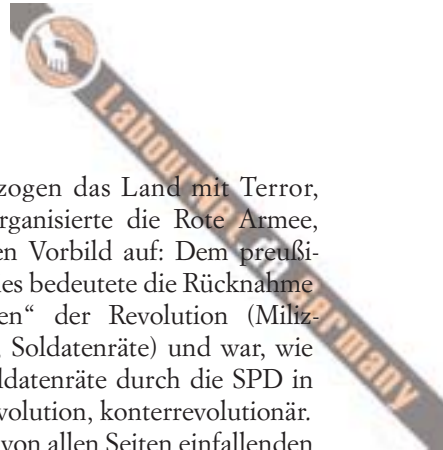 LabourNet.de Germany
zogen das Land mit Terror,
rganisierte die Rote Armee,
en Vorbild auf: Dem preußi-
es bedeutete die Rücknahme
en“ der Revolution (Miliz-
, Soldatenräte) und war, wie
ldatenräte durch die SPD in
volution, konterrevolutionär.
von allen Seiten einfallenden